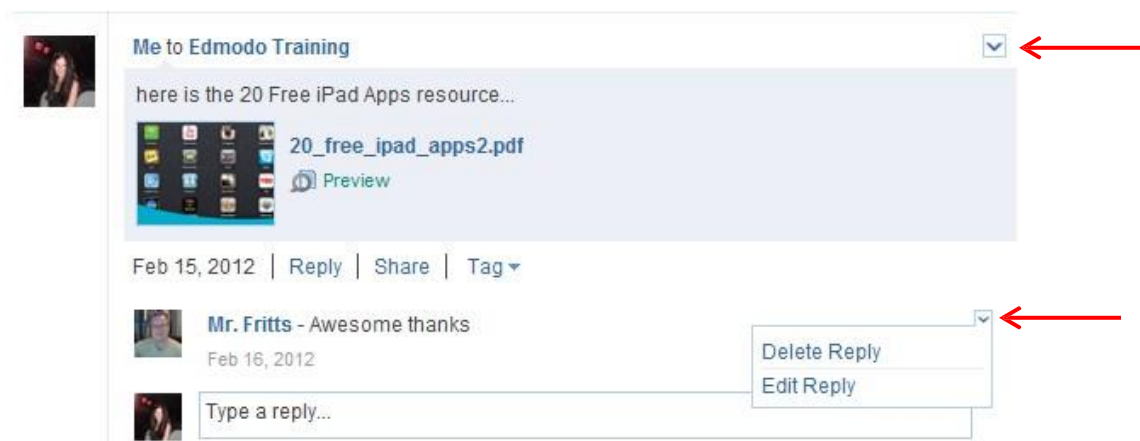 Me to Edmodo Training
here is the 20 Free iPad Apps resource...
20_free_ipad_apps2.pdf
Preview
Feb 15, 2012 | Reply | Share | Tag
Mr. Fritts - Awesome thanks
Feb 16, 2012
Delete Reply
Edit Reply
Type a reply...